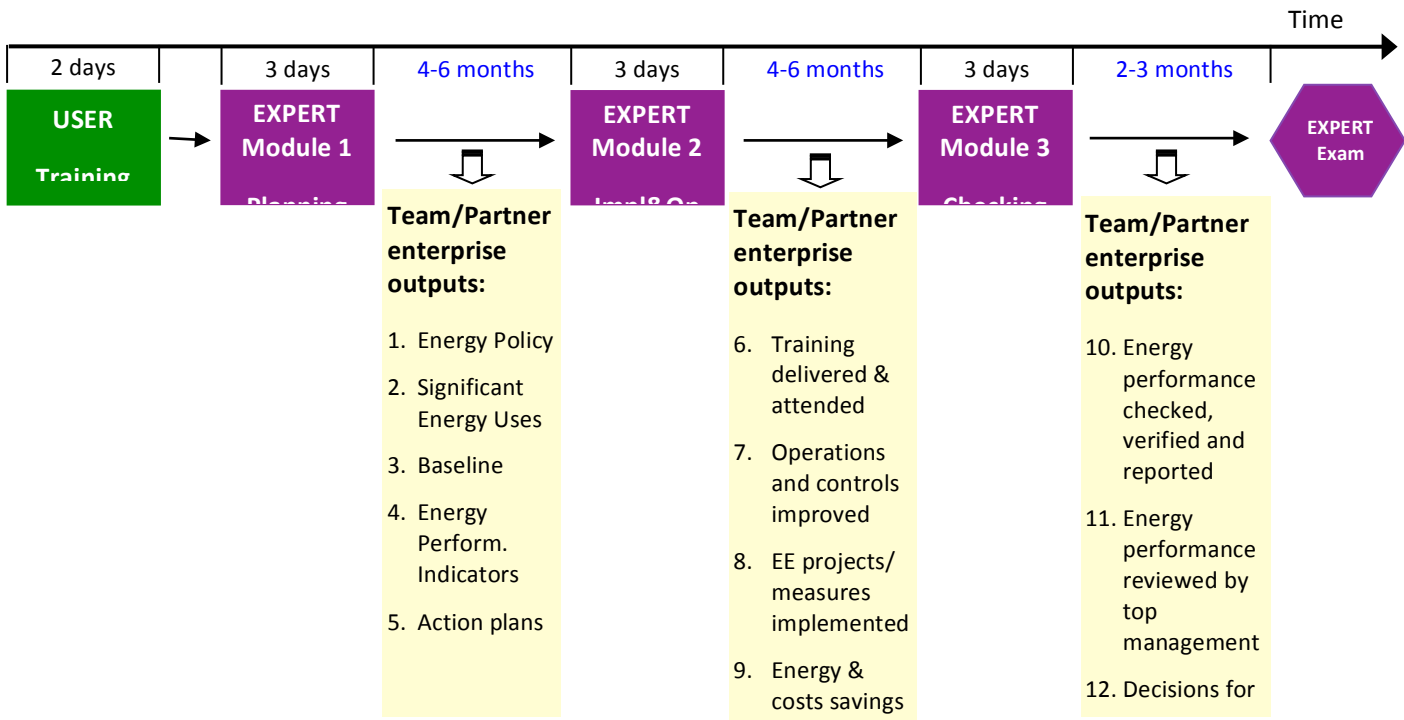 Time
2 days
3 days
4-6 months
3 days
4-6 months
3 days
2-3 months
USER
Training
EXPERT
Module 1
Planning
EXPERT
Module 2
EXPERT
Module 3
Checking
EXPERT
Exam
Team/Partner
enterprise
outputs:
1. Energy Policy
2. Significant
Energy Uses
3. Baseline
4. Energy
Perform.
Indicators
5. Action plans
Team/Partner
enterprise
outputs:
6. Training
delivered &
attended
7. Operations
and controls
improved
8. EE projects/
measures
implemented
9. Energy &
costs savings
Team/Partner
enterprise
outputs:
10. Energy
performance
checked,
verified and
reported
11. Energy
performance
reviewed by
top
management
12. Decisions for